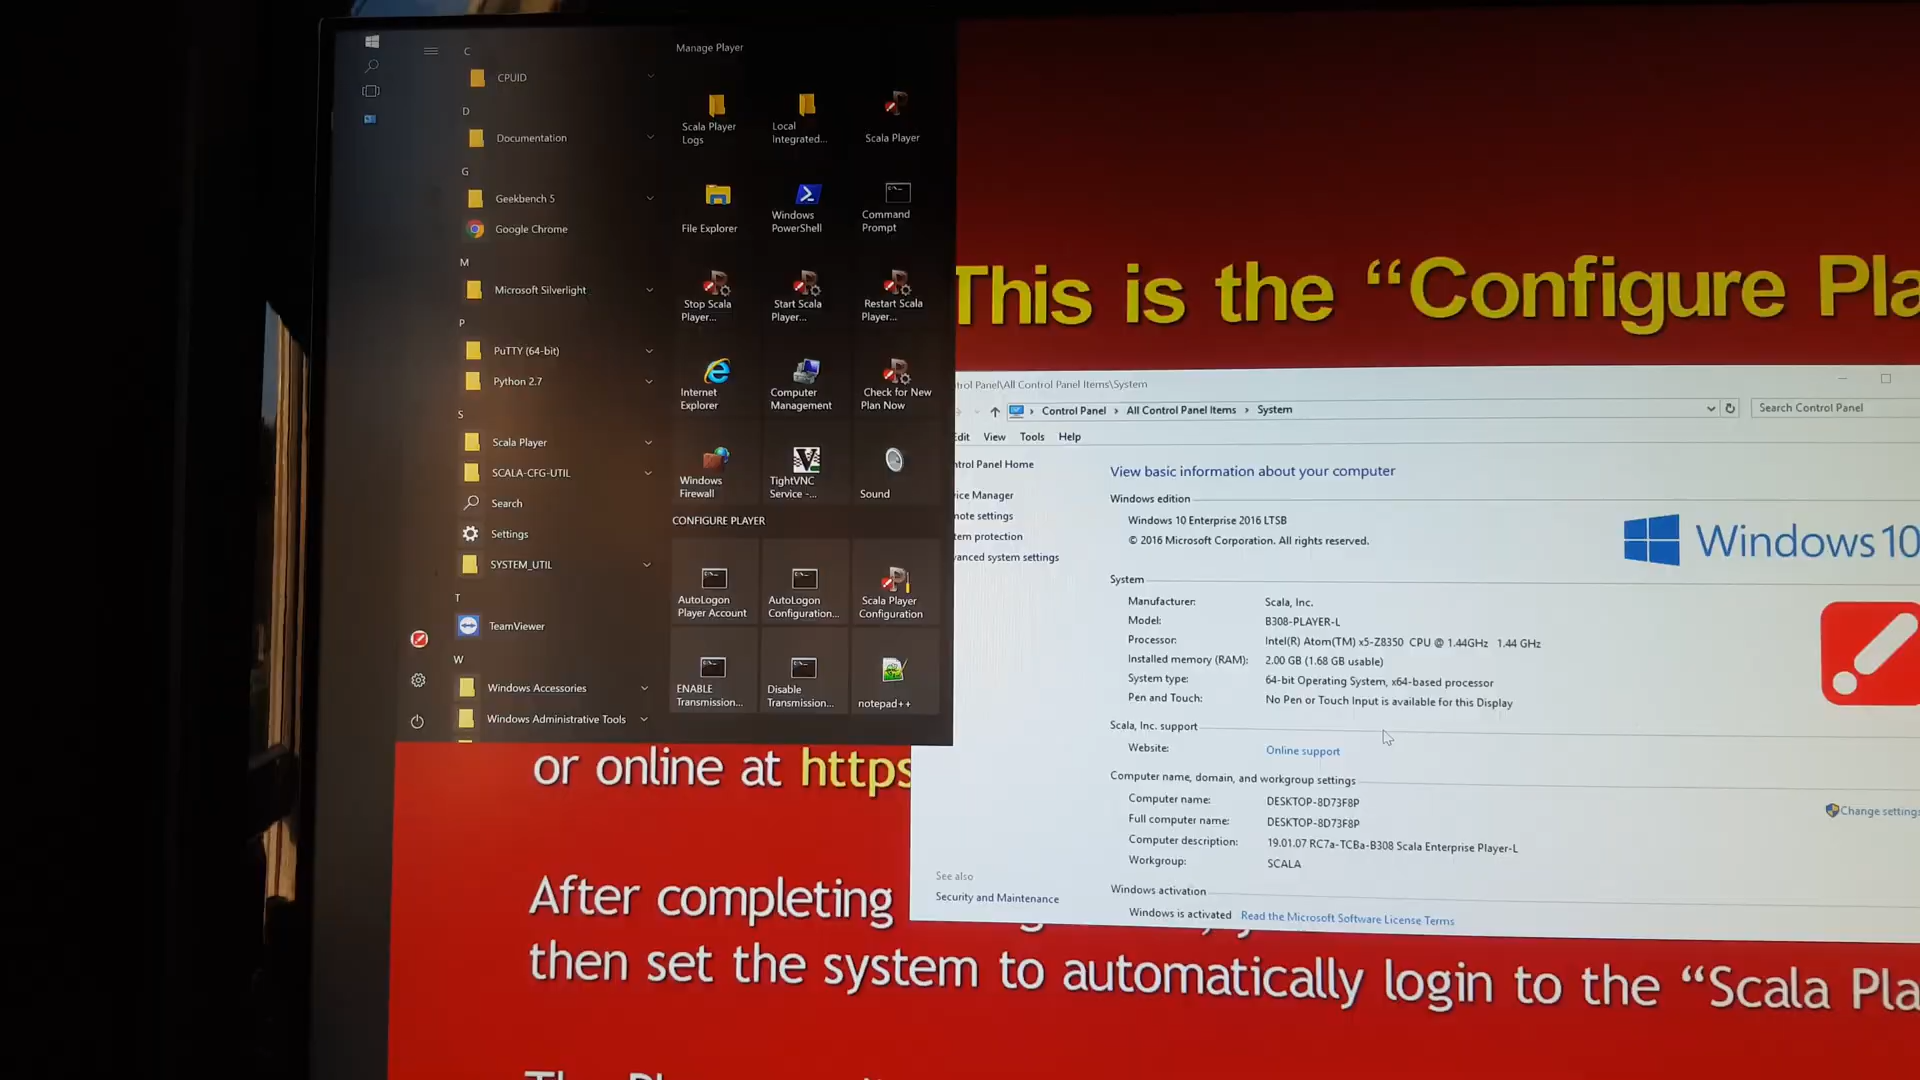 C
CPUID
D
Documentation
G
Geekbench 5
Google Chrome
M
Microsoft Silverlight
P
PuTTY (64-bit)
Python 2.7
S
Scala Player
SCALA-CFG-UTIL
Search
Settings
SYSTEM_UTIL
T
TeamViewer
W
Windows Accessories
Windows Administrative Tools
Manage Player
Scala Player
Logs
Local
Integrated...
Scala Player
File Explorer
Windows
PowerShell
Command
Prompt
Stop Scala
Player...
Start Scala
Player...
Restart Scala
Player...
Internet
Explorer
Computer
Management
Check for New
Plan Now
Windows
Firewall
TightVNC
Service -...
Sound
CONFIGURE PLAYER
AutoLogon
Player Account
AutoLogon
Configuration...
Scala Player
Configuration
ENABLE
Transmission...
Disable
Transmission...
notepad++
This is the “Configure Pla
trol Panel\All Control Panel Items\System
Control Panel › All Control Panel Items › System
Search Control Panel
Edit View Tools Help
ntrol Panel Home
vice Manager
mote settings
tem protection
vanced system settings
See also
Security and Maintenance
View basic information about your computer
Windows edition
Windows 10 Enterprise 2016 LTSB
© 2016 Microsoft Corporation. All rights reserved.
Windows 10
System
Manufacturer: Scala, Inc.
Model: B308-PLAYER-L
Processor: Intel(R) Atom(TM) x5-Z8350 CPU @ 1.44GHz 1.44 GHz
Installed memory (RAM): 2.00 GB (1.68 GB usable)
System type: 64-bit Operating System, x64-based processor
Pen and Touch: No Pen or Touch Input is available for this Display
Scala, Inc. support
Website: Online support
Computer name, domain, and workgroup settings
Computer name: DESKTOP-8D73F8P
Change settings
Full computer name: DESKTOP-8D73F8P
Computer description: 19.01.07 RC7a-TCBa-B308 Scala Enterprise Player-L
Workgroup: SCALA
Windows activation
Windows is activated Read the Microsoft Software License Terms
or online at https
After completing
then set the system to automatically login to the “Scala Pla